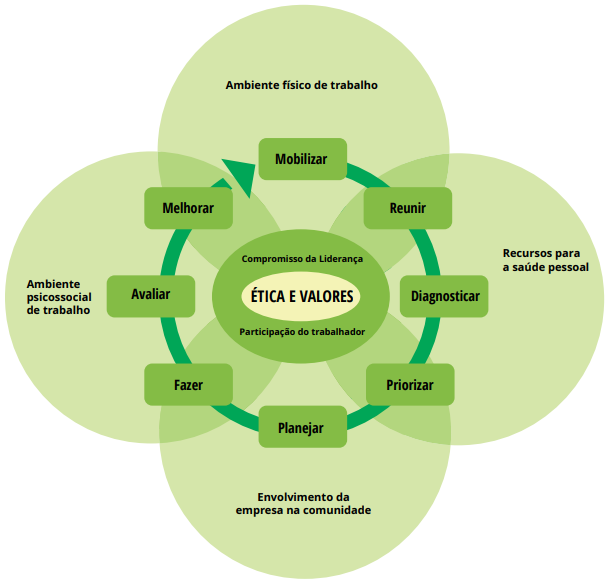 Ambiente físico de trabalho
Mobilizar
Melhorar
Reunir
Compromisso da Liderança
Recursos para
a saúde pessoal
Ambiente
psicossocial
de trabalho
Avaliar
ÉTICA E VALORES
Diagnosticar
Participação do trabalhador
Fazer
Priorizar
Planejar
Envolvimento da
empresa na comunidade